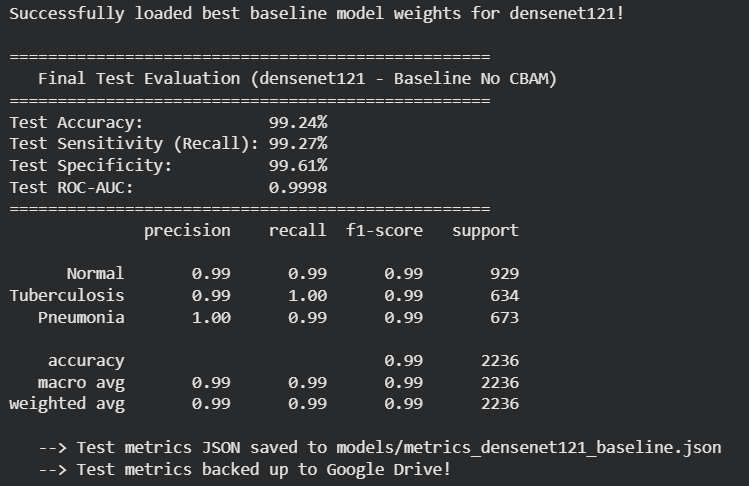 Successfully loaded best baseline model weights for densenet121!
==================================================
Final Test Evaluation (densenet121 - Baseline No CBAM)
==================================================
Test Accuracy: 99.24%
Test Sensitivity (Recall): 99.27%
Test Specificity: 99.61%
Test ROC-AUC: 0.9998
==================================================
precision recall f1-score support
Normal 0.99 0.99 0.99 929
Tuberculosis 0.99 1.00 0.99 634
Pneumonia 1.00 0.99 0.99 673
accuracy 0.99 2236
macro avg 0.99 0.99 0.99 2236
weighted avg 0.99 0.99 0.99 2236
--> Test metrics JSON saved to models/metrics_densenet121_baseline.json
--> Test metrics backed up to Google Drive!